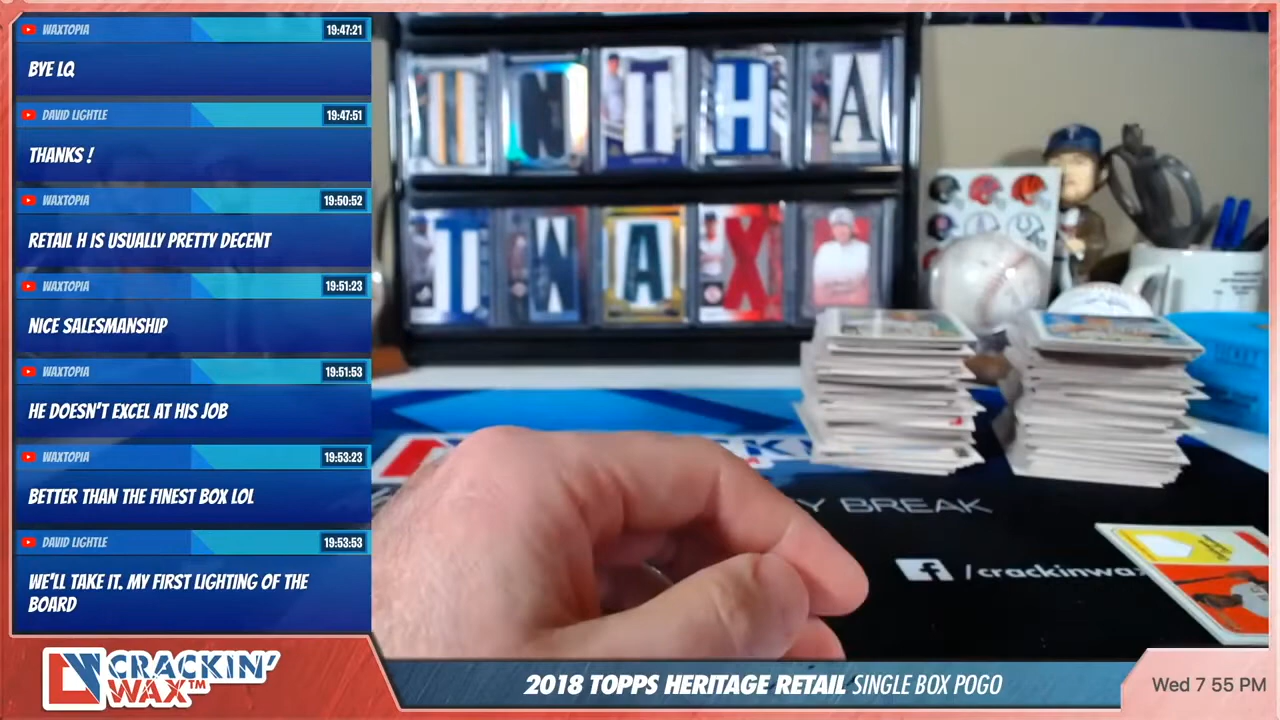 WAXTOPIA 19:47:21
BYE LQ
DAVID LIGHTLE 19:47:51
THANKS !
WAXTOPIA 19:50:52
RETAIL H IS USUALLY PRETTY DECENT
WAXTOPIA 19:51:23
NICE SALESMANSHIP
WAXTOPIA 19:51:53
HE DOESN'T EXCEL AT HIS JOB
WAXTOPIA 19:53:23
BETTER THAN THE FINEST BOX LOL
DAVID LIGHTLE 19:53:53
WE'LL TAKE IT. MY FIRST LIGHTING OF THE
BOARD
N T H A
T W A X
Y BREAK
/crackinwa
CRACKIN'
WAX™
2018 TOPPS HERITAGE RETAIL SINGLE BOX POGO
Wed 7 55 PM